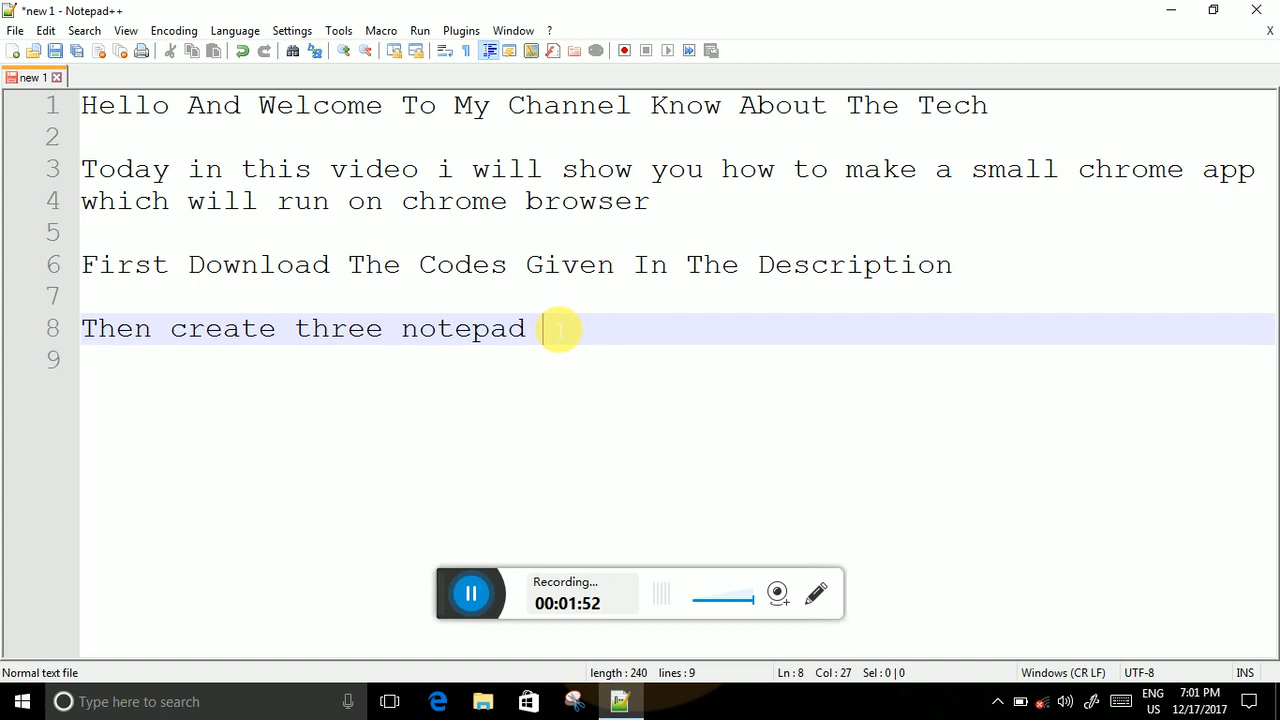 *new 1 - Notepad++
File Edit Search View Encoding Language Settings Tools Macro Run Plugins Window ? X
new 1
1 Hello And Welcome To My Channel Know About The Tech
2
3 Today in this video i will show you how to make a small chrome app
4 which will run on chrome browser
5
6 First Download The Codes Given In The Description
7
8 Then create three notepad
9
Recording...
00:01:52
Normal text file length : 240 lines : 9 Ln : 8 Col : 27 Sel : 0 | 0 Windows (CR LF) UTF-8 INS
Type here to search
ENG 7:01 PM
US 12/17/2017